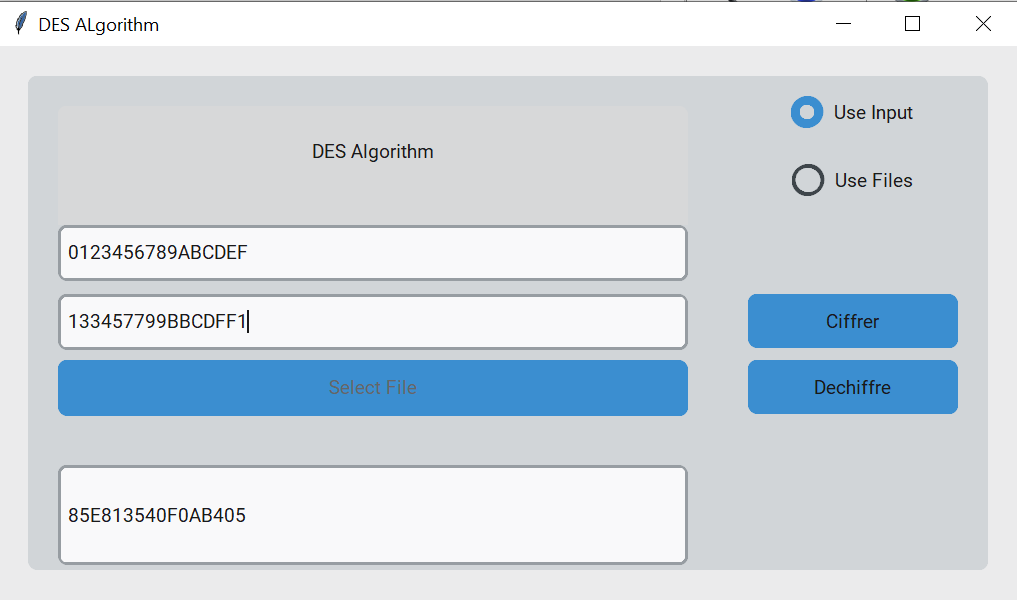 DES ALgorithm
Use Input
DES Algorithm
Use Files
0123456789ABCDEF
133457799BBCDFF1
Ciffrer
Select File
Dechiffre
85E813540F0AB405